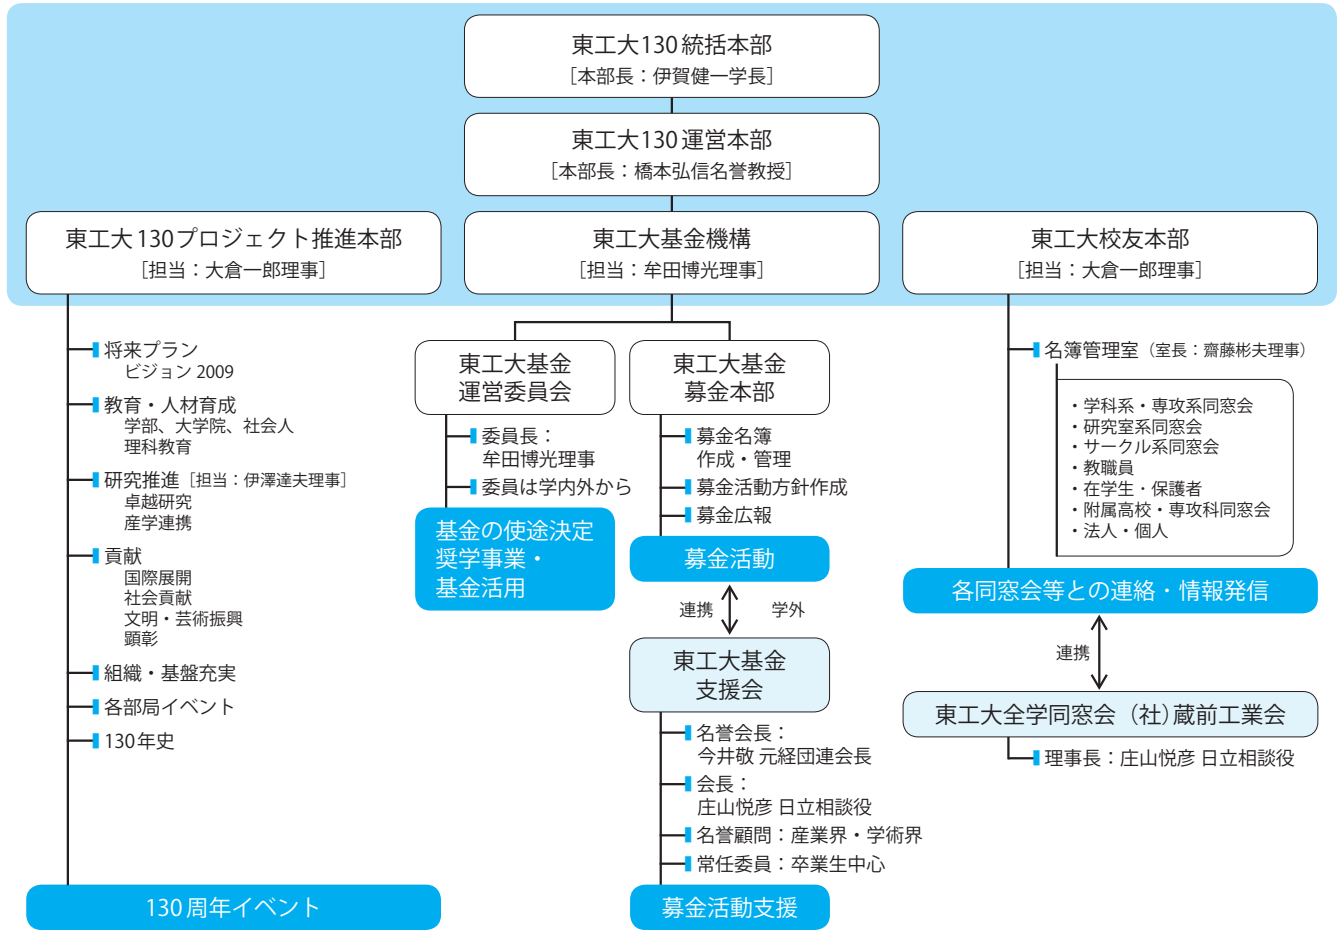 東工大130統括本部
［本部長：伊賀健一学長］
東工大130運営本部
［本部長：橋本弘信名誉教授］
東工大130プロジェクト推進本部
［担当：大倉一郎理事］
東工大基金機構
［担当：牟田博光理事］
東工大校友本部
［担当：大倉一郎理事］
将来プラン
ビジョン 2009
教育・人材育成
学部、大学院、社会人
理科教育
研究推進［担当：伊澤達夫理事］
卓越研究
産学連携
貢献
国際展開
社会貢献
文明・芸術振興
顕彰
組織・基盤充実
各部局イベント
130年史
130周年イベント
東工大基金
運営委員会
委員長：
牟田博光理事
委員は学内外から
基金の使途決定
奨学事業・
基金活用
東工大基金
募金本部
募金名簿
作成・管理
募金活動方針作成
募金広報
募金活動
連携
学外
東工大基金
支援会
名誉会長：
今井敬 元経団連会長
会長：
庄山悦彦 日立相談役
名誉顧問：産業界・学術界
常任委員：卒業生中心
募金活動支援
名簿管理室（室長：齋藤彬夫理事）
・学科系・専攻系同窓会
・研究室系同窓会
・サークル系同窓会
・教職員
・在学生・保護者
・附属高校・専攻科同窓会
・法人・個人
各同窓会等との連絡・情報発信
連携
東工大全学同窓会（社）蔵前工業会
理事長：庄山悦彦 日立相談役